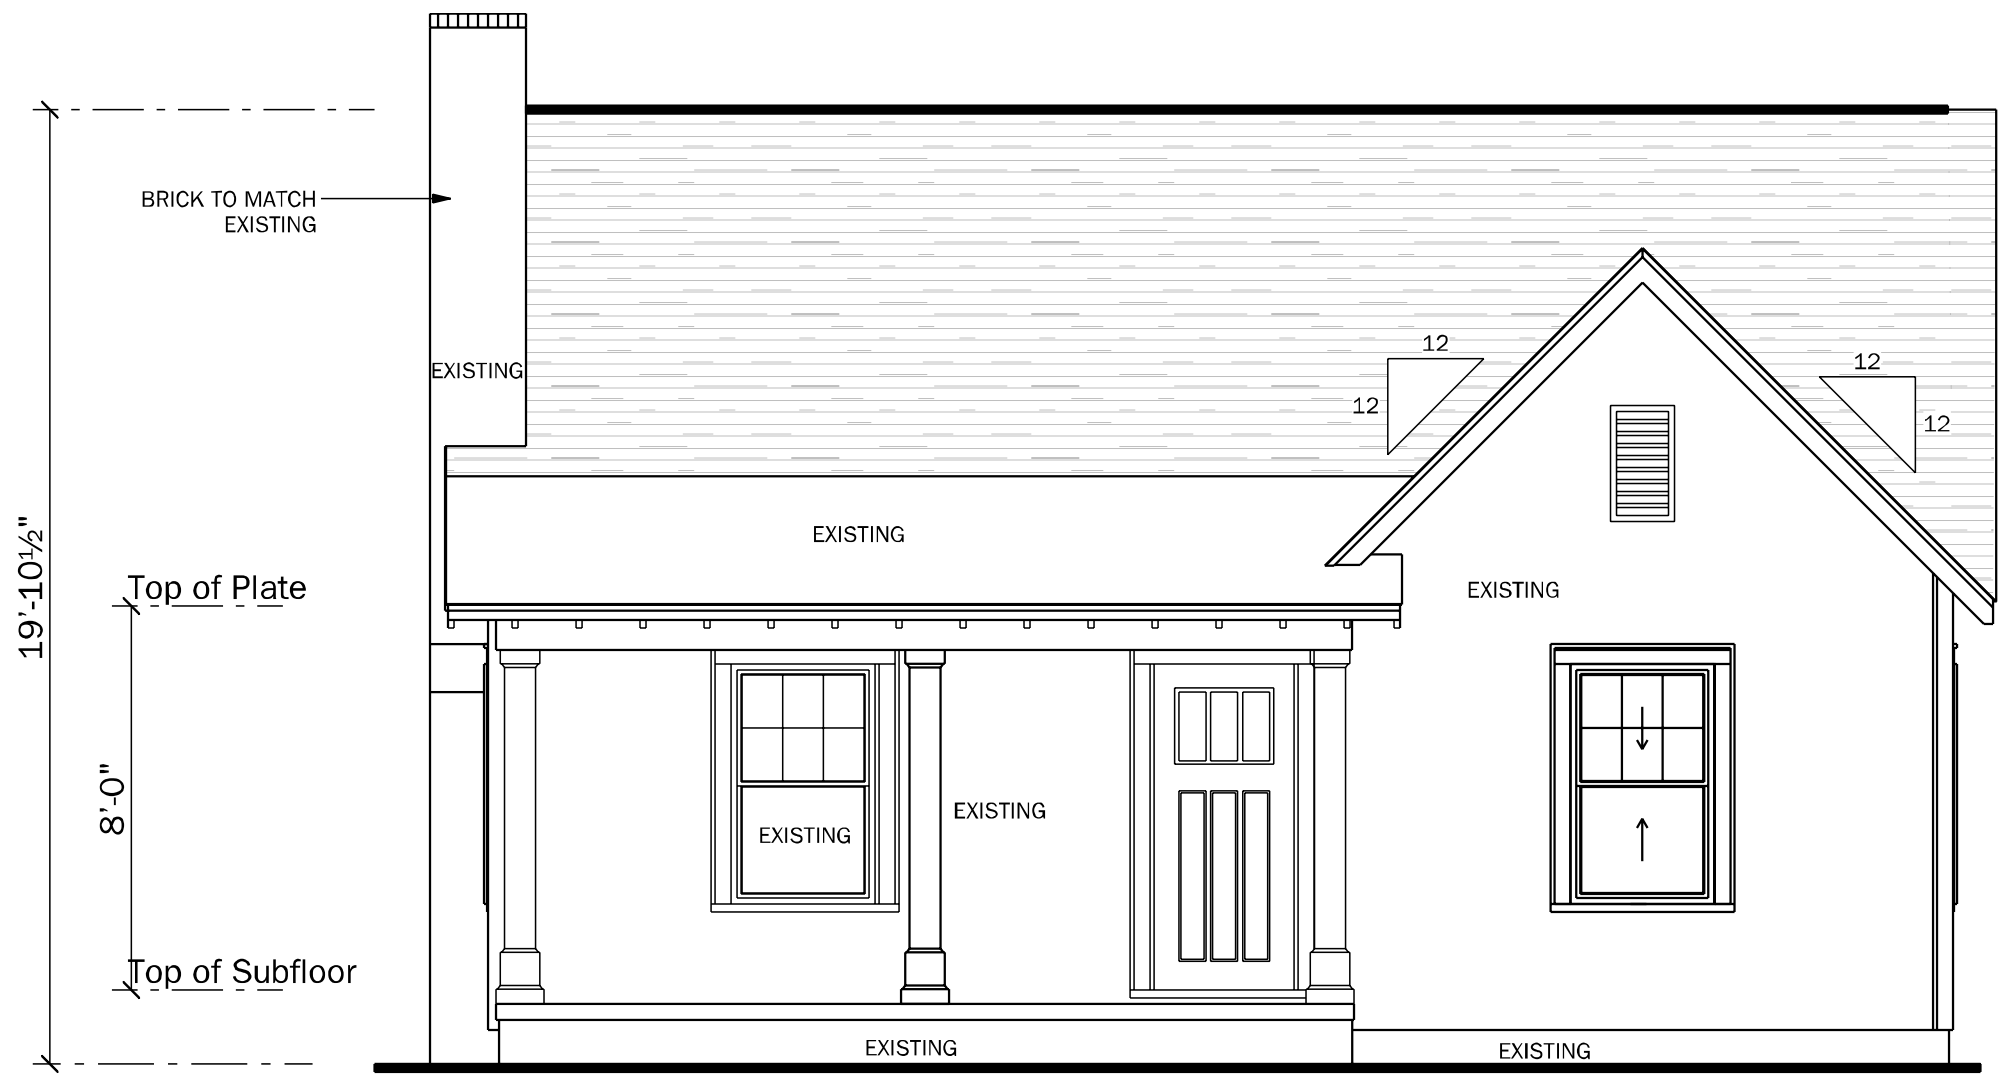 BRICK TO MATCH
EXISTING
EXISTING
12
12
12
12
EXISTING
19'-10½"
Top of Plate
EXISTING
8'-0"
EXISTING
EXISTING
Top of Subfloor
EXISTING
EXISTING